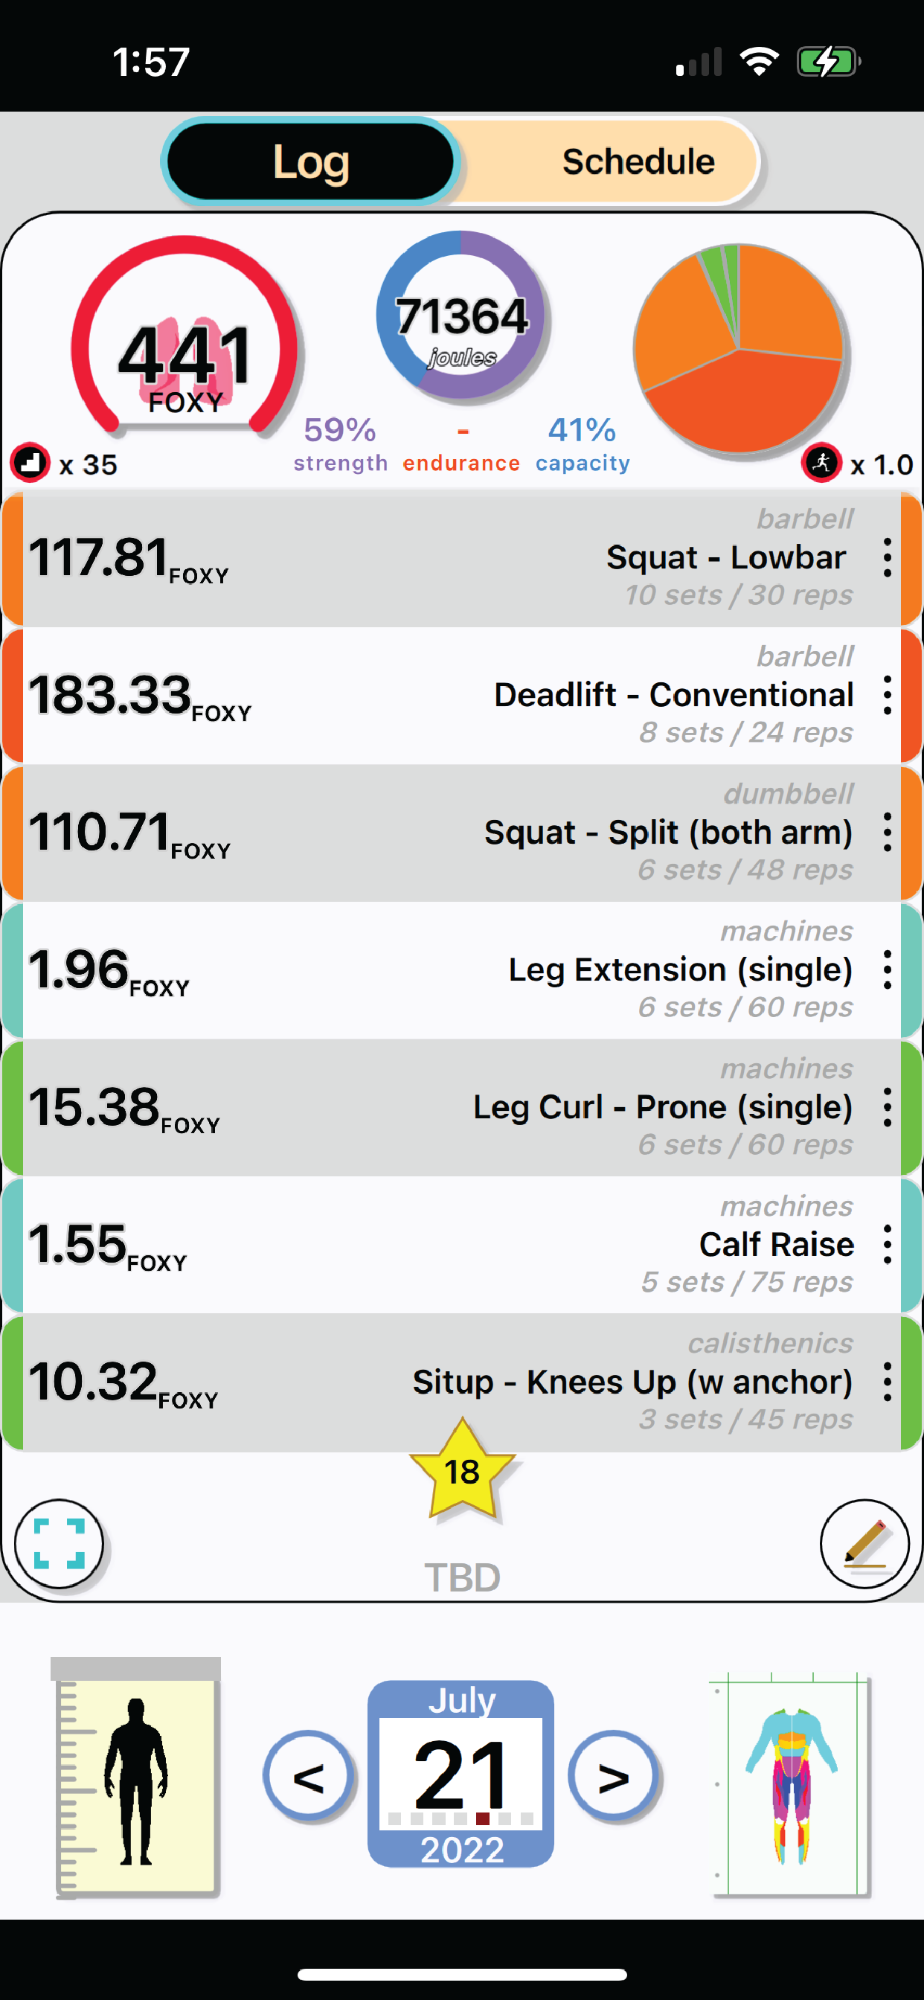 1:57
Log
Schedule
441
FOXY
71364
joules
59%
strength
-
endurance
41%
capacity
x 35
x 1.0
117.81 FOXY
barbell
Squat - Lowbar
10 sets / 30 reps
183.33 FOXY
barbell
Deadlift - Conventional
8 sets / 24 reps
110.71 FOXY
dumbbell
Squat - Split (both arm)
6 sets / 48 reps
1.96 FOXY
machines
Leg Extension (single)
6 sets / 60 reps
15.38 FOXY
machines
Leg Curl - Prone (single)
6 sets / 60 reps
1.55 FOXY
machines
Calf Raise
5 sets / 75 reps
10.32 FOXY
calisthenics
Situp - Knees Up (w anchor)
3 sets / 45 reps
18
TBD
July
<
21
>
2022